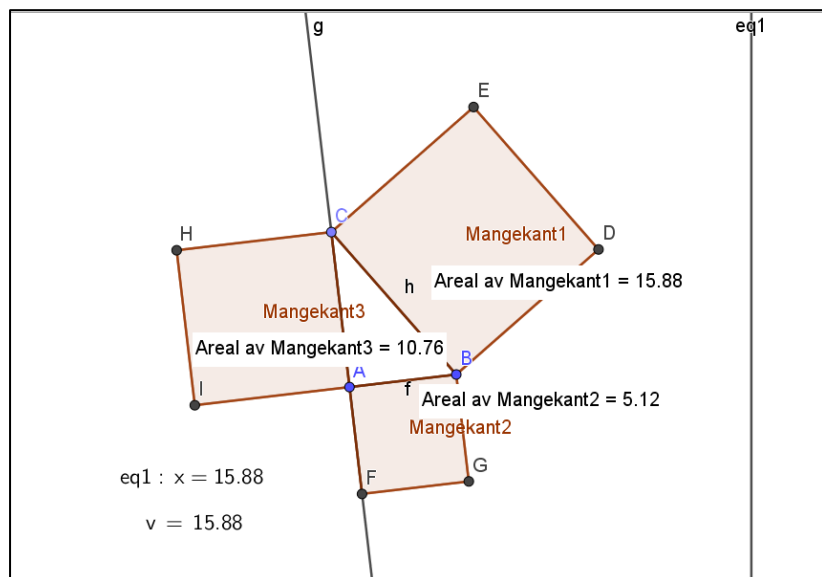 g
eq1
E
C
H
Mangekant1
D
h
Areal av Mangekant1 = 15.88
Mangekant3
Areal av Mangekant3 = 10.76
B
A
f
I
Areal av Mangekant2 = 5.12
Mangekant2
F
G
eq1 : x = 15.88
v = 15.88